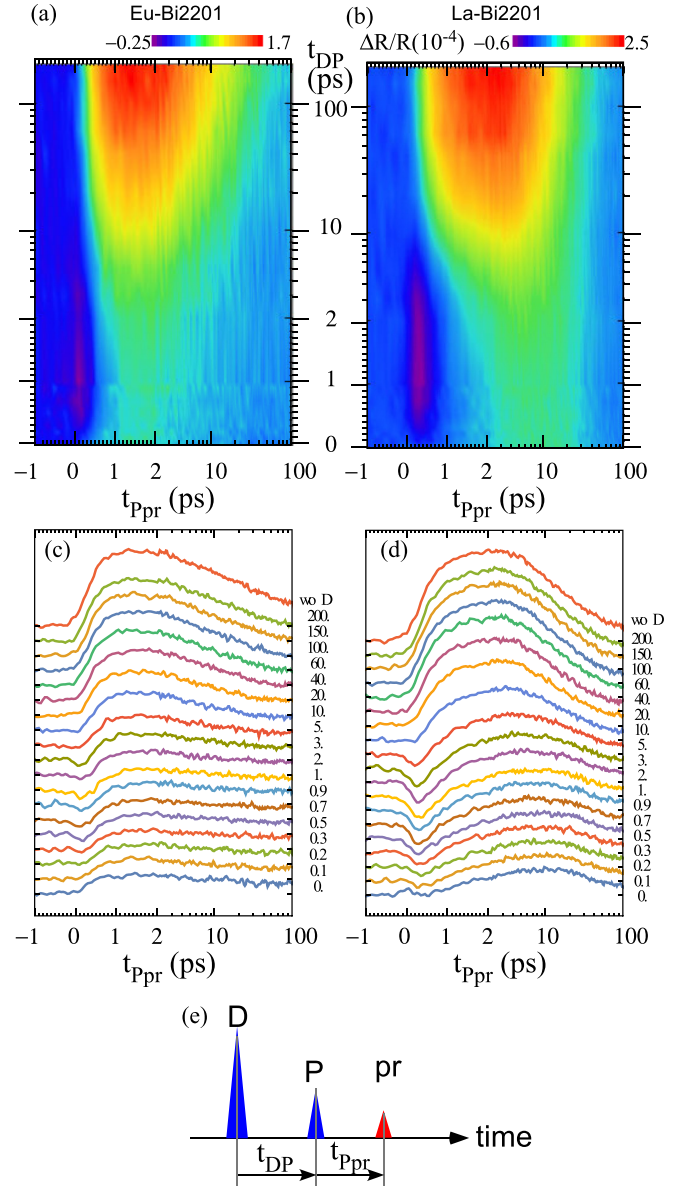 (a) Eu-Bi2201
−0.25 1.7
(b) La-Bi2201
ΔR/R(10⁻⁴) −0.6 2.5
t_DP
(ps)
100
10
2
1
0
−1 0 1 2 10 100
t_Ppr (ps)
−1 0 1 2 10 100
t_Ppr (ps)
(c)
wo D
200.
150.
100.
60.
40.
20.
10.
5.
3.
2.
1.
0.9
0.7
0.5
0.3
0.2
0.1
0.
−1 0 1 2 10 100
t_Ppr (ps)
(d)
wo D
200.
150.
100.
60.
40.
20.
10.
5.
3.
2.
1.
0.9
0.7
0.5
0.3
0.2
0.1
0.
−1 0 1 2 10 100
t_Ppr (ps)
(e)
D
P pr
time
t_DP t_Ppr